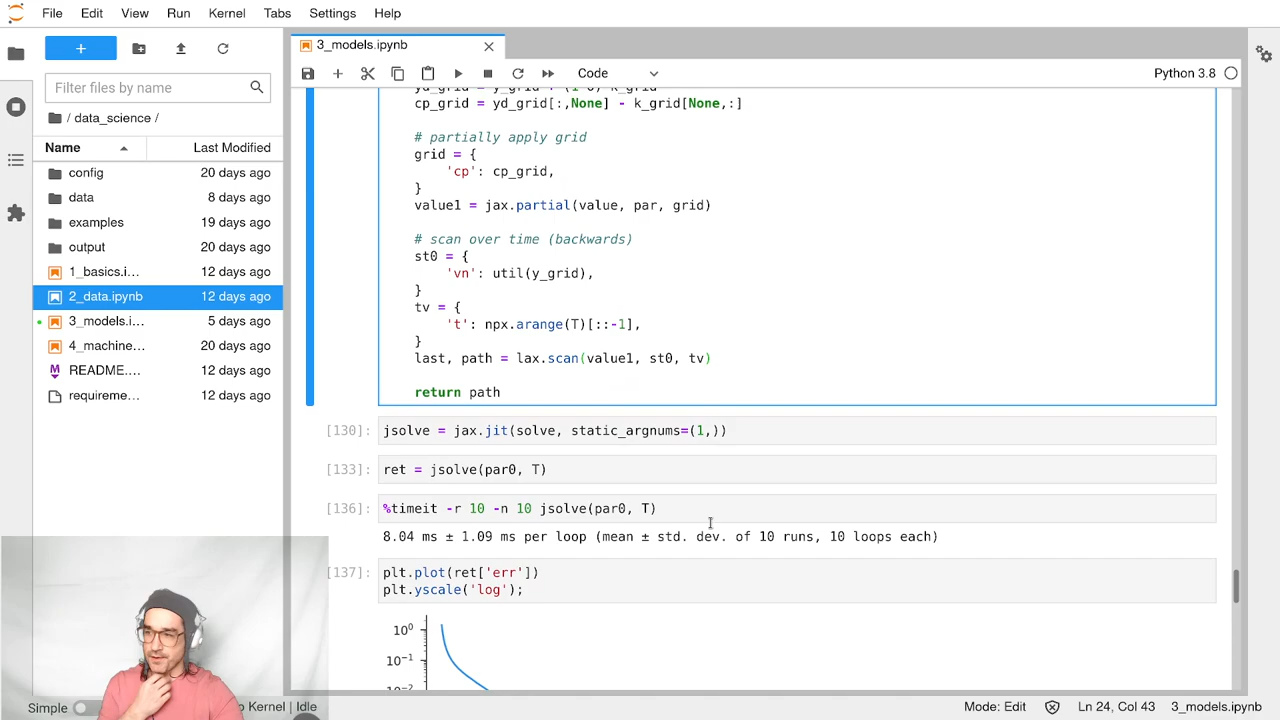 File Edit View Run Kernel Tabs Settings Help
Filter files by name
/ data_science /
Name Last Modified
config 20 days ago
data 8 days ago
examples 19 days ago
output 20 days ago
1_basics.i... 12 days ago
2_data.ipynb 12 days ago
3_models.i... 5 days ago
4_machine... 20 days ago
README.... 12 days ago
requireme... 12 days ago
3_models.ipynb
Code
Python 3.8
cp_grid = yd_grid[:,None] - k_grid[None,:]
# partially apply grid
grid = {
'cp': cp_grid,
}
value1 = jax.partial(value, par, grid)
# scan over time (backwards)
st0 = {
'vn': util(y_grid),
}
tv = {
't': npx.arange(T)[::-1],
}
last, path = lax.scan(value1, st0, tv)
return path
[130]: jsolve = jax.jit(solve, static_argnums=(1,))
[133]: ret = jsolve(par0, T)
[136]: %timeit -r 10 -n 10 jsolve(par0, T)
8.04 ms ± 1.09 ms per loop (mean ± std. dev. of 10 runs, 10 loops each)
[137]: plt.plot(ret['err'])
plt.yscale('log');
10⁰
10⁻¹
Simple
Kernel | Idle
Mode: Edit
Ln 24, Col 43
3_models.ipynb